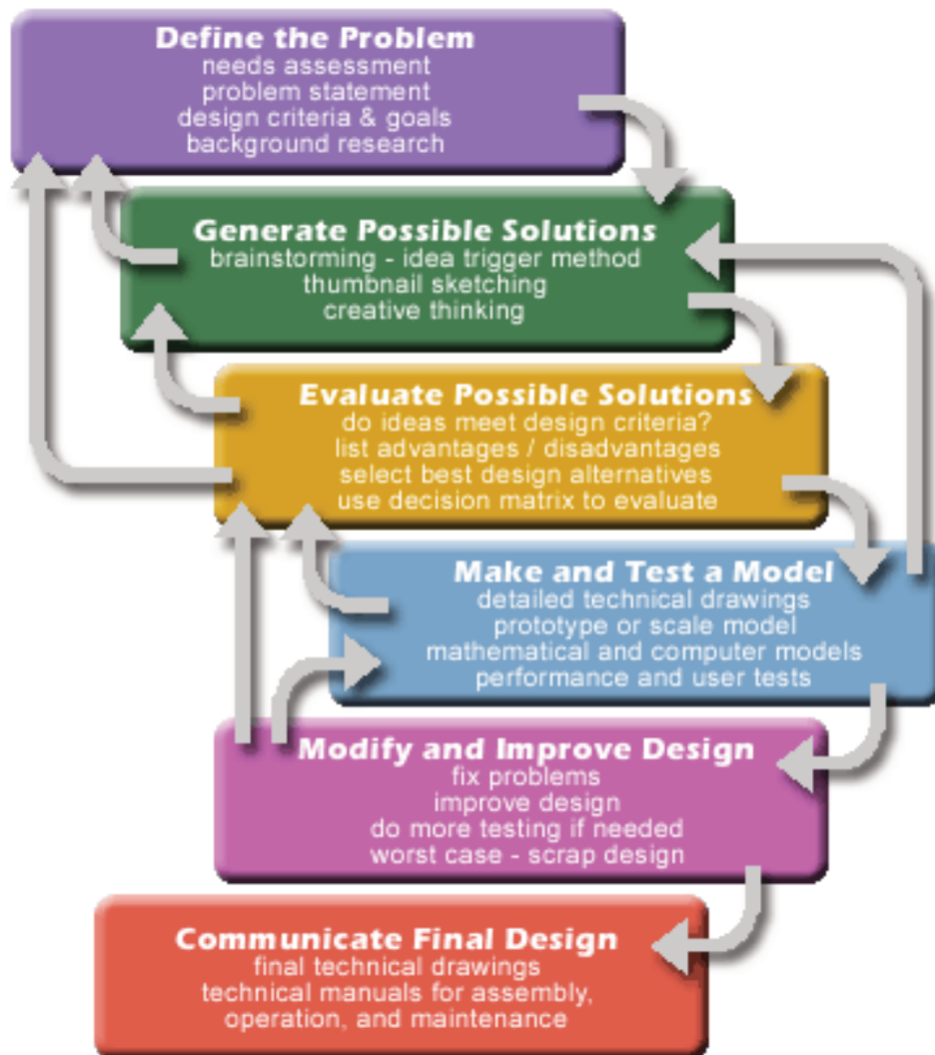 Define the Problem
needs assessment
problem statement
design criteria & goals
background research
Generate Possible Solutions
brainstorming - idea trigger method
thumbnail sketching
creative thinking
Evaluate Possible Solutions
do ideas meet design criteria?
list advantages / disadvantages
select best design alternatives
use decision matrix to evaluate
Make and Test a Model
detailed technical drawings
prototype or scale model
mathematical and computer models
performance and user tests
Modify and Improve Design
fix problems
improve design
do more testing if needed
worst case - scrap design
Communicate Final Design
final technical drawings
technical manuals for assembly,
operation, and maintenance